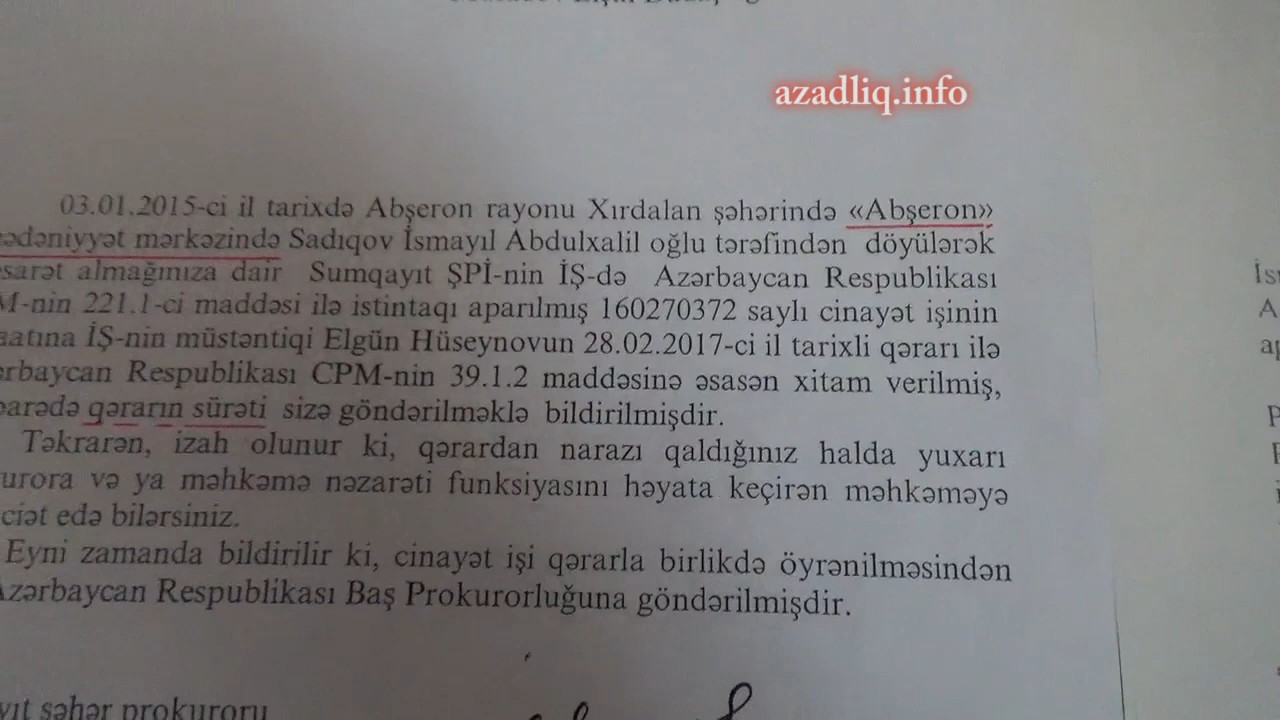 azadliq.info
03.01.2015-ci il tarixdə Abşeron rayonu Xırdalan şəhərində «Abşeron»
ədəniyyət mərkəzində Sadıqov İsmayıl Abdulxalil oğlu tərəfindən döyülərək
sarət almağınıza dair Sumqayıt ŞPİ-nin İŞ-də Azərbaycan Respublikası
M-nin 221.1-ci maddəsi ilə istintaqı aparılmış 160270372 saylı cinayət işinin
aatına İŞ-nin müstəntiqi Elgün Hüseynovun 28.02.2017-ci il tarixli qərarı ilə
ərbaycan Respublikası CPM-nin 39.1.2 maddəsinə əsasən xitam verilmiş,
barədə qərarın sürəti sizə göndərilməklə bildirilmişdir.
Təkrarən, izah olunur ki, qərardan narazı qaldığınız halda yuxarı
urora və ya məhkəmə nəzarəti funksiyasını həyata keçirən məhkəməyə
ciət edə bilərsiniz.
Eyni zamanda bildirilir ki, cinayət işi qərarla birlikdə öyrənilməsindən
Azərbaycan Respublikası Baş Prokurorluğuna göndərilmişdir.
yıt şəhər prokuroru